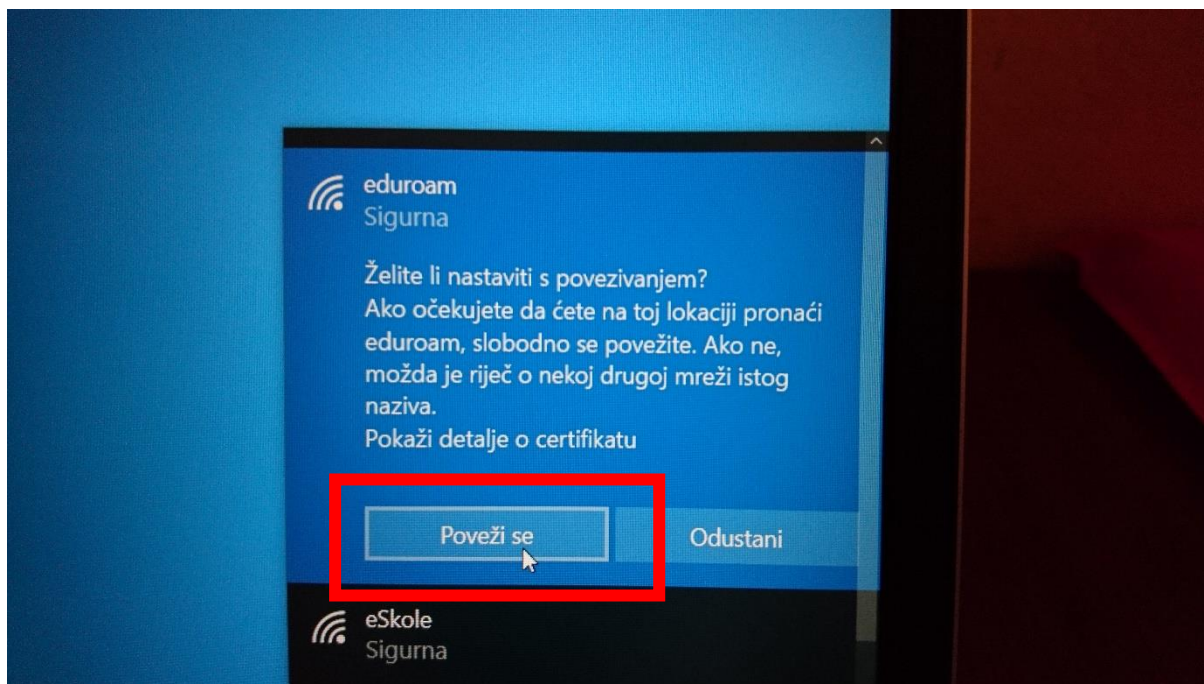 eduroam
Sigurna
Želite li nastaviti s povezivanjem?
Ako očekujete da ćete na toj lokaciji pronaći
eduroam, slobodno se povežite. Ako ne,
možda je riječ o nekoj drugoj mreži istog
naziva.
Pokaži detalje o certifikatu
Poveži se
Odustani
eSkole
Sigurna